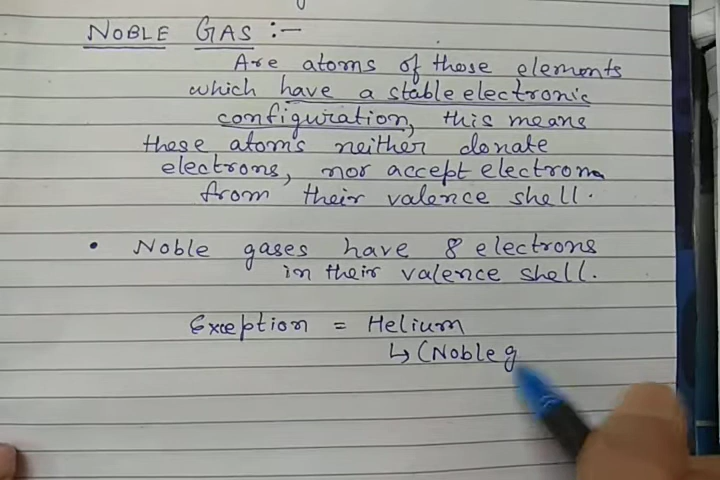 NOBLE GAS :-
Are atoms of those elements
which have a stable electronic
configuration, this means
these atoms neither donate
electrons, nor accept electron
from their valence shell.
• Noble gases have 8 electrons
in their valence shell.
Exception = Helium
↳ (Noble g